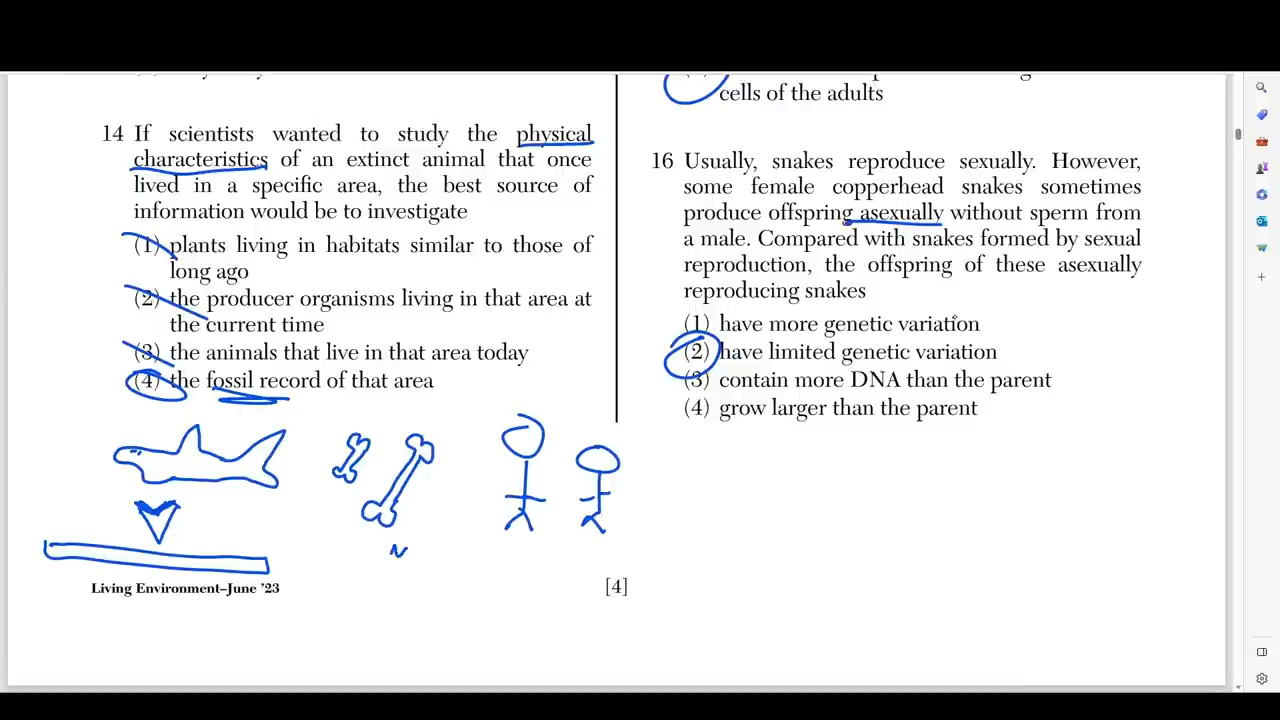 14 If scientists wanted to study the physical
characteristics of an extinct animal that once
lived in a specific area, the best source of
information would be to investigate
(1) plants living in habitats similar to those of
long ago
(2) the producer organisms living in that area at
the current time
(3) the animals that live in that area today
(4) the fossil record of that area
N
Living Environment–June '23
[4]
cells of the adults
16 Usually, snakes reproduce sexually. However,
some female copperhead snakes sometimes
produce offspring asexually without sperm from
a male. Compared with snakes formed by sexual
reproduction, the offspring of these asexually
reproducing snakes
(1) have more genetic variation
(2) have limited genetic variation
(3) contain more DNA than the parent
(4) grow larger than the parent